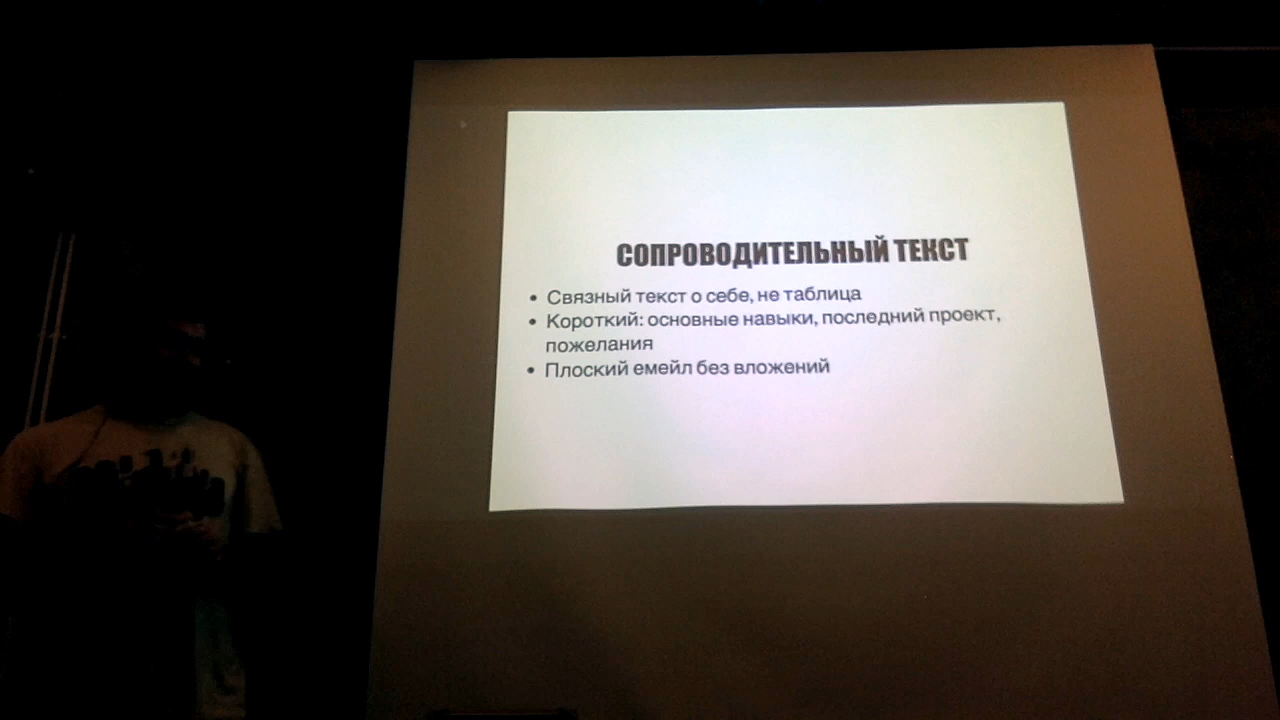 СОПРОВОДИТЕЛЬНЫЙ ТЕКСТ
• Связный текст о себе, не таблица
• Короткий: основные навыки, последний проект,
пожелания
• Плоский емейл без вложений